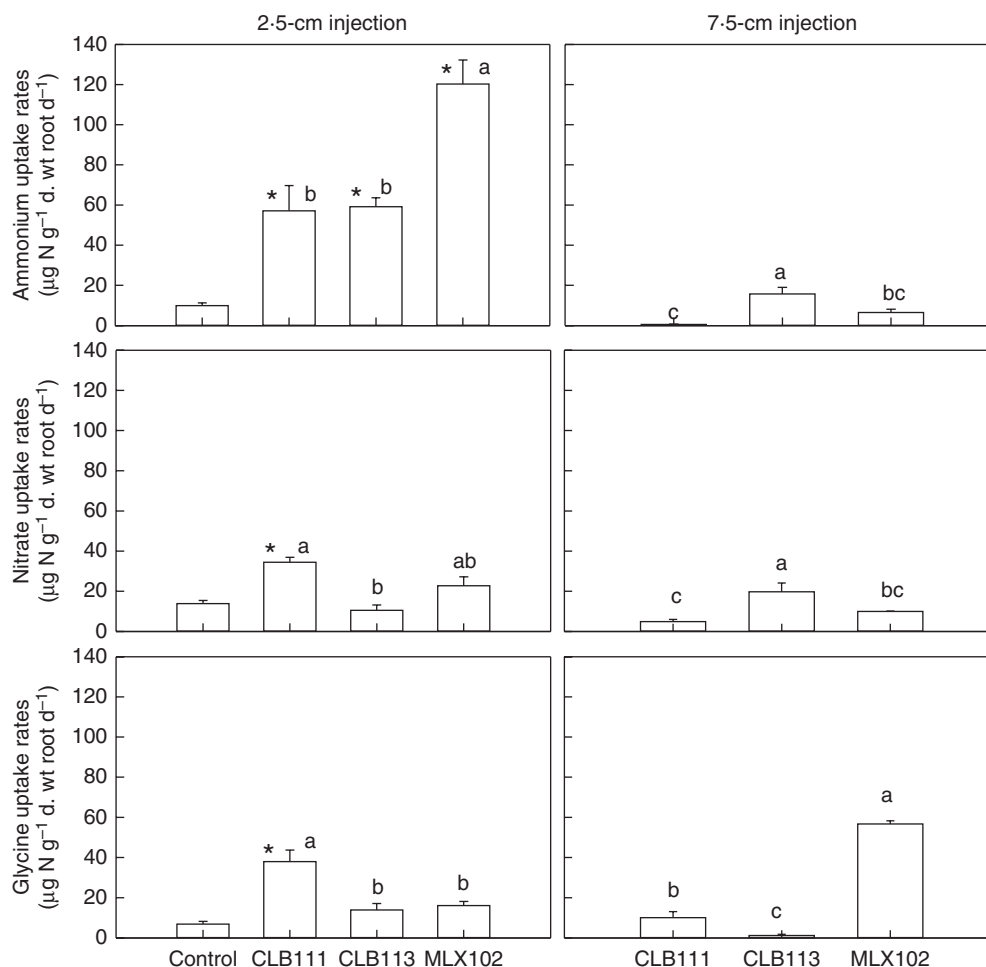 2·5-cm injection
7·5-cm injection
Ammonium uptake rates
(µg N g⁻¹ d. wt root d⁻¹)
140
120
100
80
60
40
20
0
* b
* b
* a
c
a
bc
Nitrate uptake rates
(µg N g⁻¹ d. wt root d⁻¹)
140
120
100
80
60
40
20
0
* a
b
ab
c
a
bc
Glycine uptake rates
(µg N g⁻¹ d. wt root d⁻¹)
140
120
100
80
60
40
20
0
* a
b
b
b
c
a
Control CLB111 CLB113 MLX102
CLB111 CLB113 MLX102